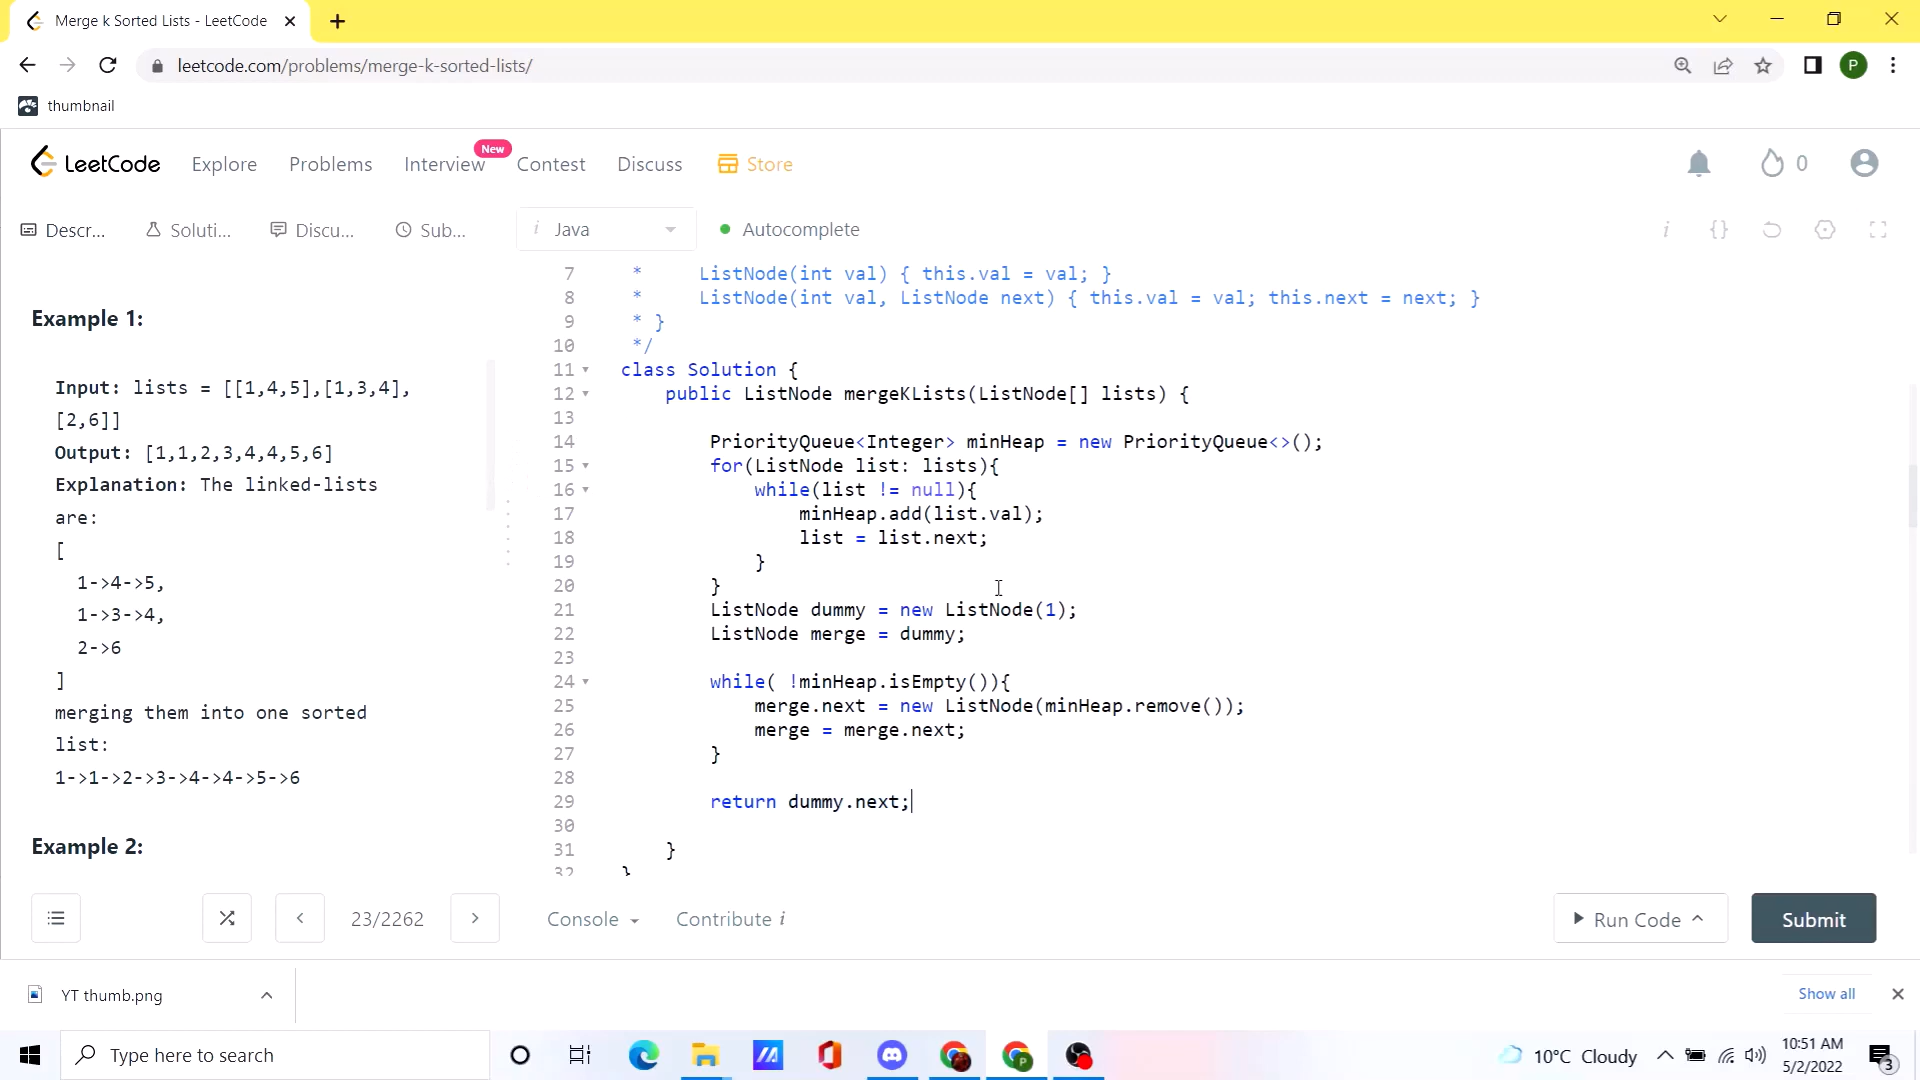 Merge k Sorted Lists - LeetCode
leetcode.com/problems/merge-k-sorted-lists/
P
thumbnail
LeetCode
Explore
Problems
Interview
New
Contest
Discuss
Store
0
Descr...
Soluti...
Discu...
Sub...
i Java
Autocomplete
i
{}
Example 1:
Input: lists = [[1,4,5],[1,3,4],
[2,6]]
Output: [1,1,2,3,4,4,5,6]
Explanation: The linked-lists
are:
[
1->4->5,
1->3->4,
2->6
]
merging them into one sorted
list:
1->1->2->3->4->4->5->6
Example 2:
7 * ListNode(int val) { this.val = val; }
8 * ListNode(int val, ListNode next) { this.val = val; this.next = next; }
9 * }
10 */
11 class Solution {
12 public ListNode mergeKLists(ListNode[] lists) {
13
14 PriorityQueue<Integer> minHeap = new PriorityQueue<>();
15 for(ListNode list: lists){
16 while(list != null){
17 minHeap.add(list.val);
18 list = list.next;
19 }
20 }
21 ListNode dummy = new ListNode(1);
22 ListNode merge = dummy;
23
24 while( !minHeap.isEmpty()){
25 merge.next = new ListNode(minHeap.remove());
26 merge = merge.next;
27 }
28
29 return dummy.next;
30
31 }
32 }
23/2262
Console
Contribute i
Run Code
Submit
YT thumb.png
Show all
Type here to search
P
10°C Cloudy
10:51 AM
5/2/2022
3